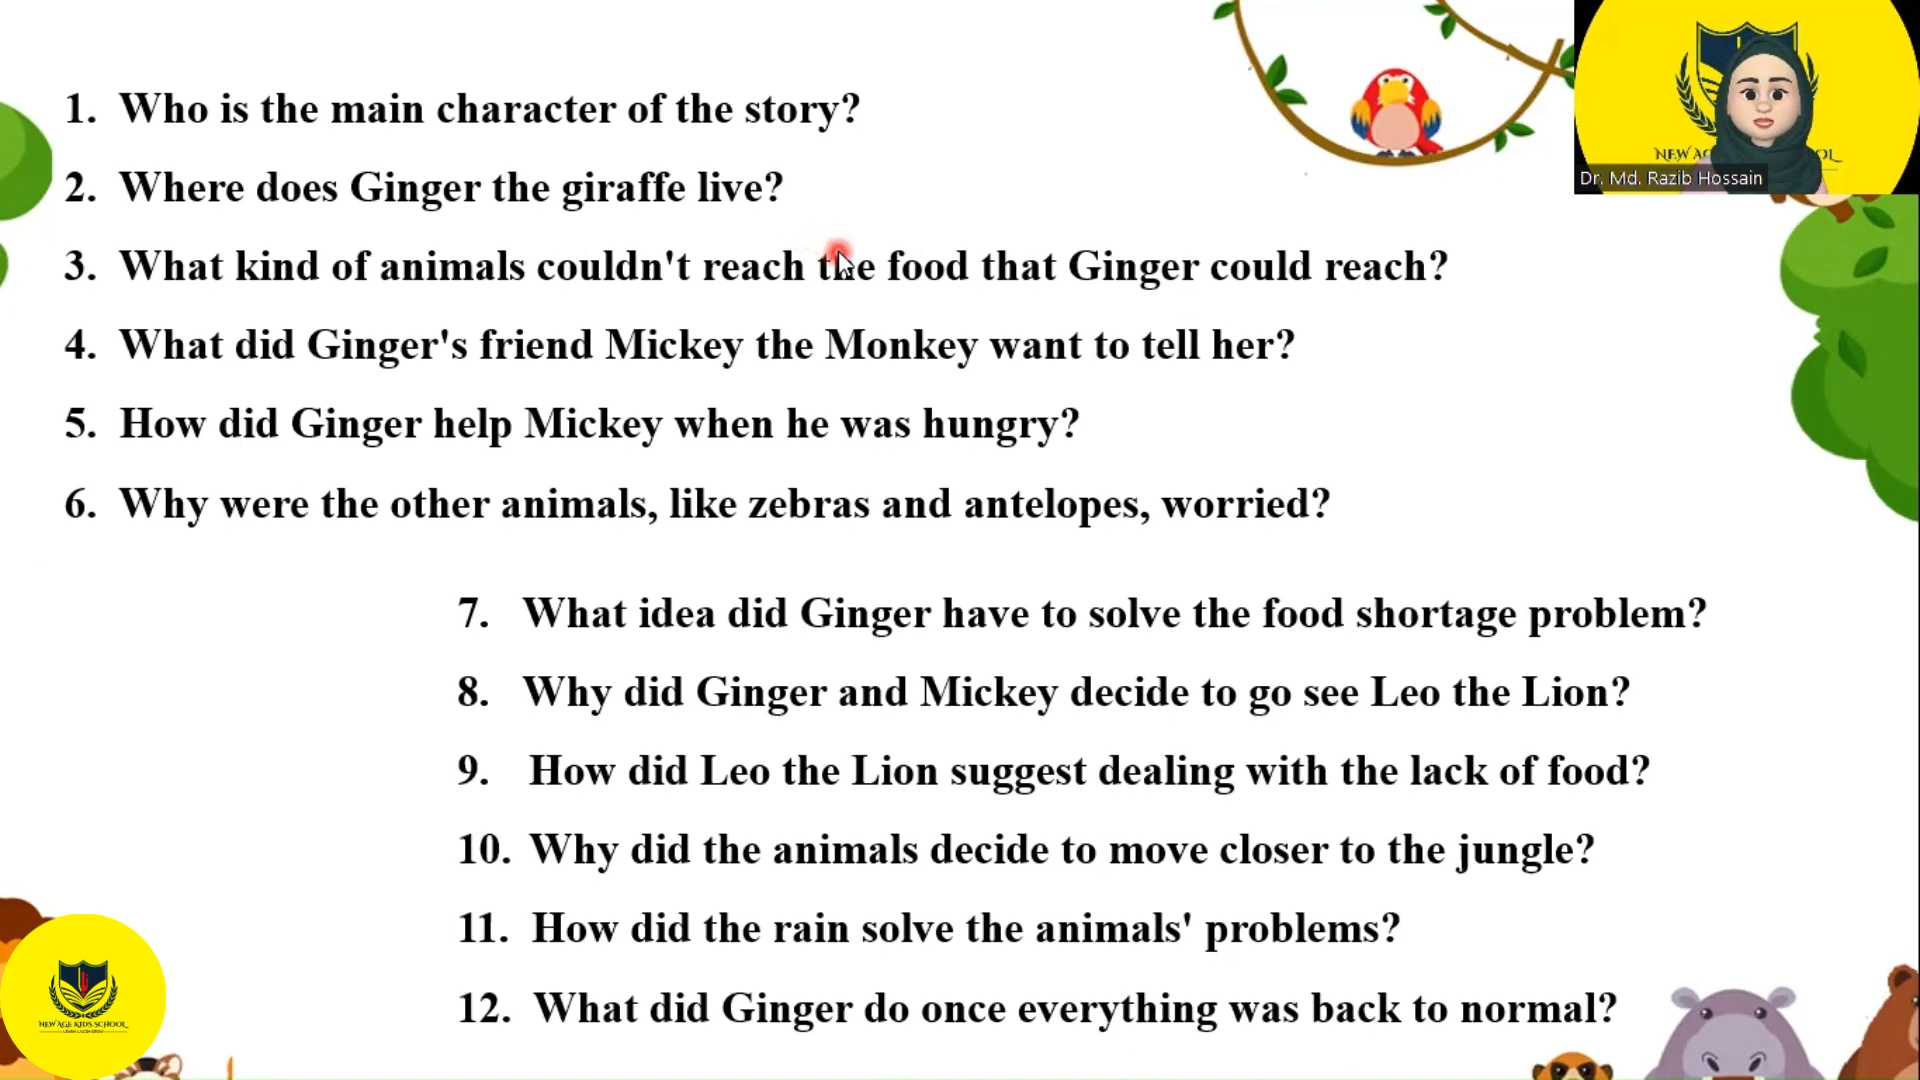 1. Who is the main character of the story?
2. Where does Ginger the giraffe live?
3. What kind of animals couldn't reach the food that Ginger could reach?
4. What did Ginger's friend Mickey the Monkey want to tell her?
5. How did Ginger help Mickey when he was hungry?
6. Why were the other animals, like zebras and antelopes, worried?
7. What idea did Ginger have to solve the food shortage problem?
8. Why did Ginger and Mickey decide to go see Leo the Lion?
9. How did Leo the Lion suggest dealing with the lack of food?
10. Why did the animals decide to move closer to the jungle?
11. How did the rain solve the animals' problems?
12. What did Ginger do once everything was back to normal?
Dr. Md. Razib Hossain
NEW AGE KIDS SCHOOL